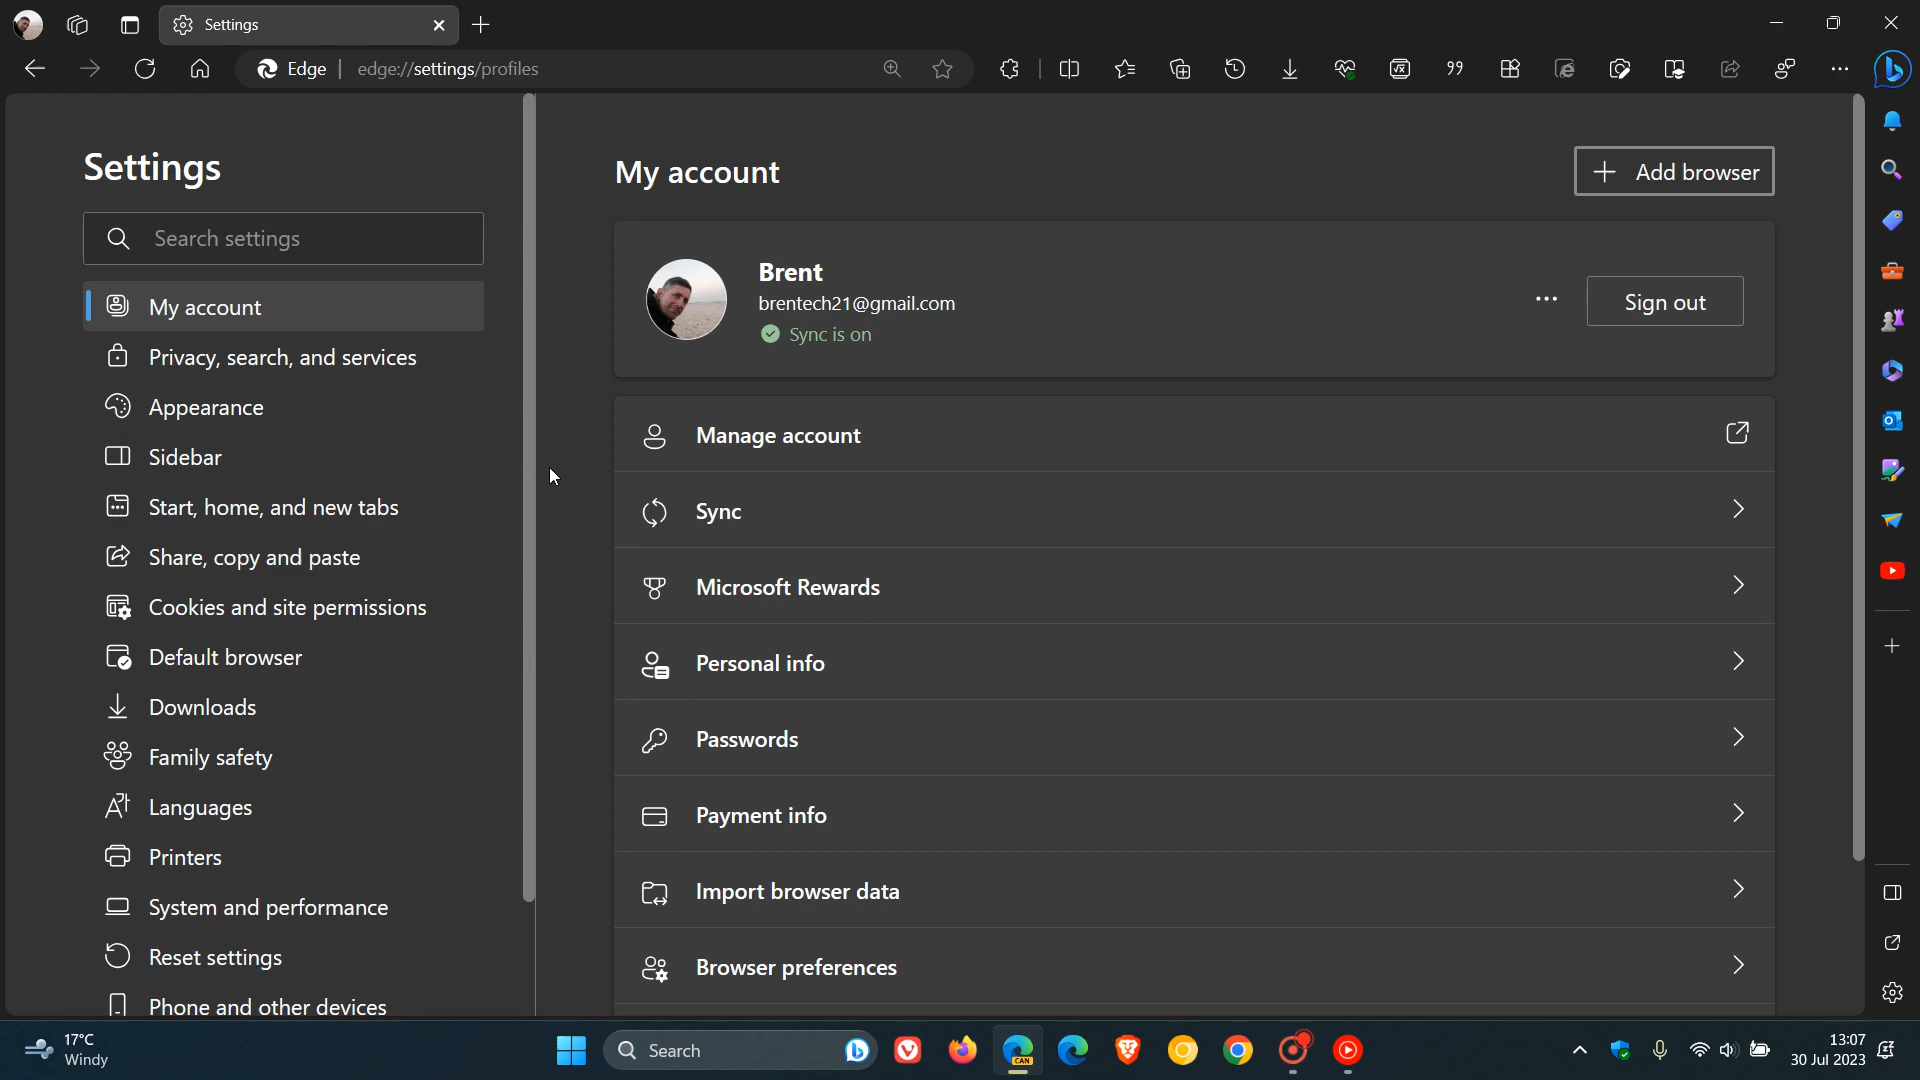 Settings
Edge
edge://settings/profiles
Settings
Search settings
My account
Privacy, search, and services
Appearance
Sidebar
Start, home, and new tabs
Share, copy and paste
Cookies and site permissions
Default browser
Downloads
Family safety
Languages
Printers
System and performance
Reset settings
Phone and other devices
My account
Add browser
Brent
brentech21@gmail.com
Sync is on
Sign out
Manage account
Sync
Microsoft Rewards
Personal info
Passwords
Payment info
Import browser data
Browser preferences
17°C
Windy
Search
CAN
13:07
30 Jul 2023